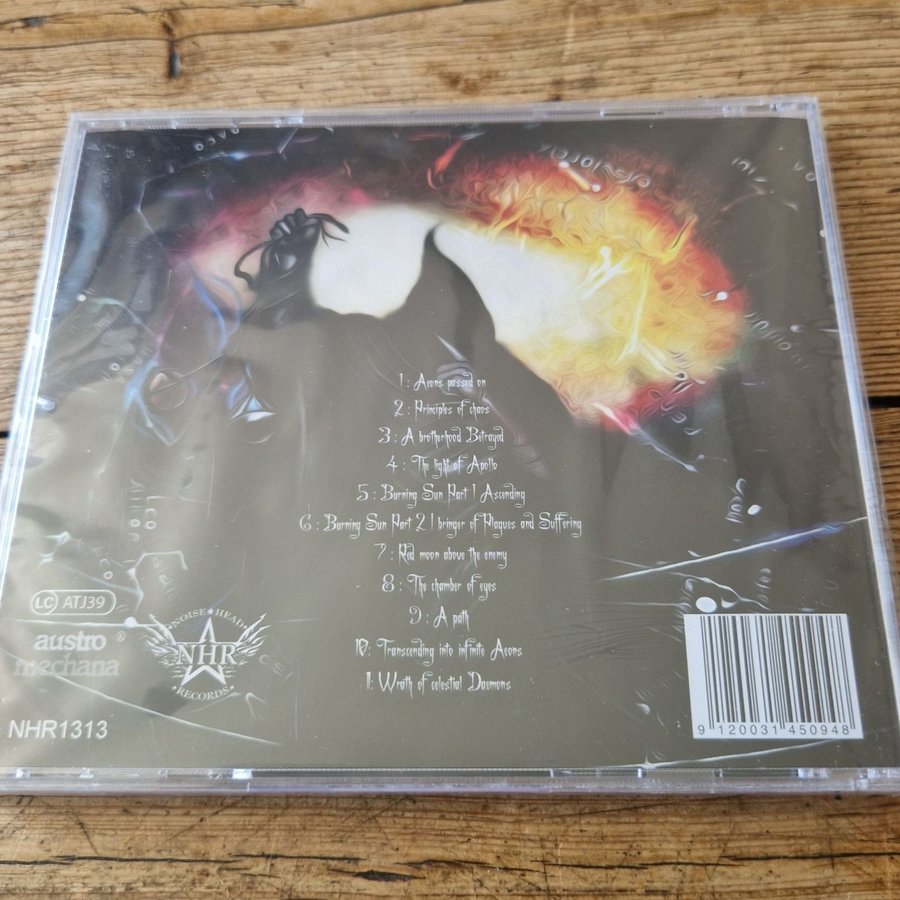 1 : Aeons passed on
2 : Principles of chaos
3 : A brotherhood Betrayed
4 : The light of Apollo
5 : Burning Sun Part 1 Ascending
6 : Burning Sun Part 2 I bringer of Plagues and Suffering
7 : Red moon above the enemy
8 : The chamber of eyes
9 : A path
10: Transcending into infinite Aeons
11: Wrath of celestial Daemons
LC ATJ39
austro ®
mechana
NOISE★HEAD
NHR
RECORDS
NHR1313
9 120031 450948